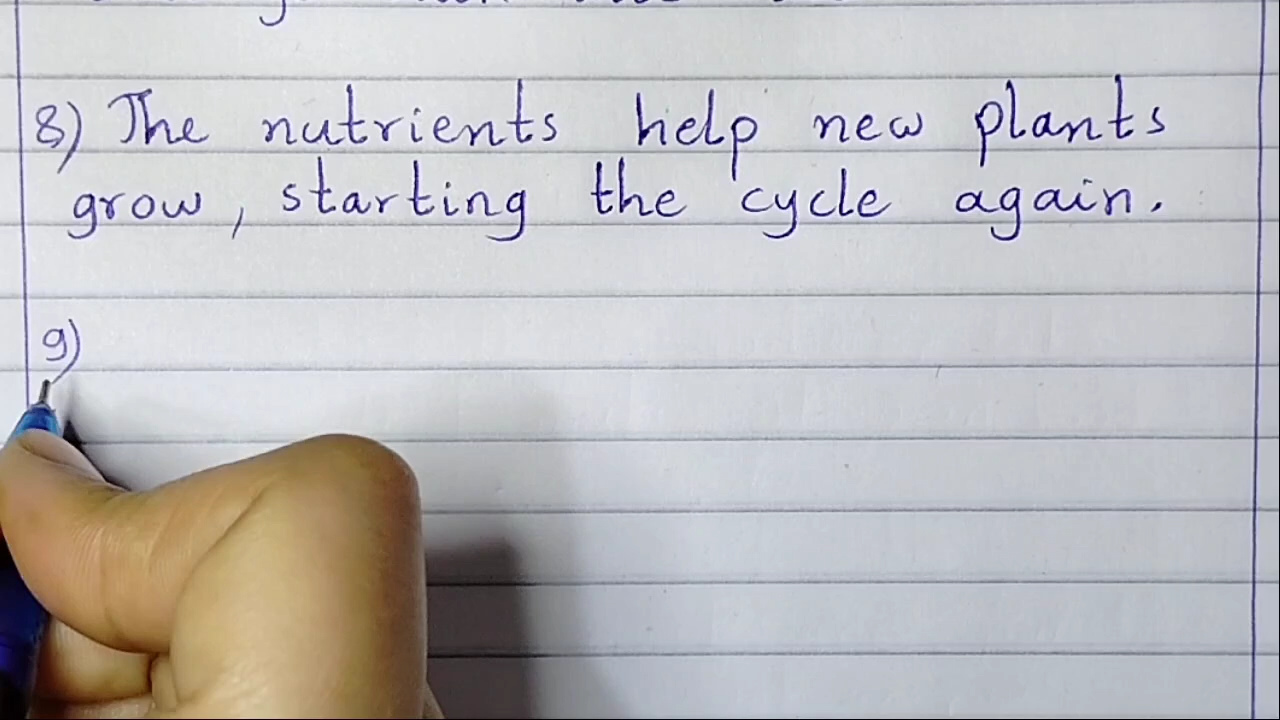 8) The nutrients help new plants
grow, starting the cycle again.
9)